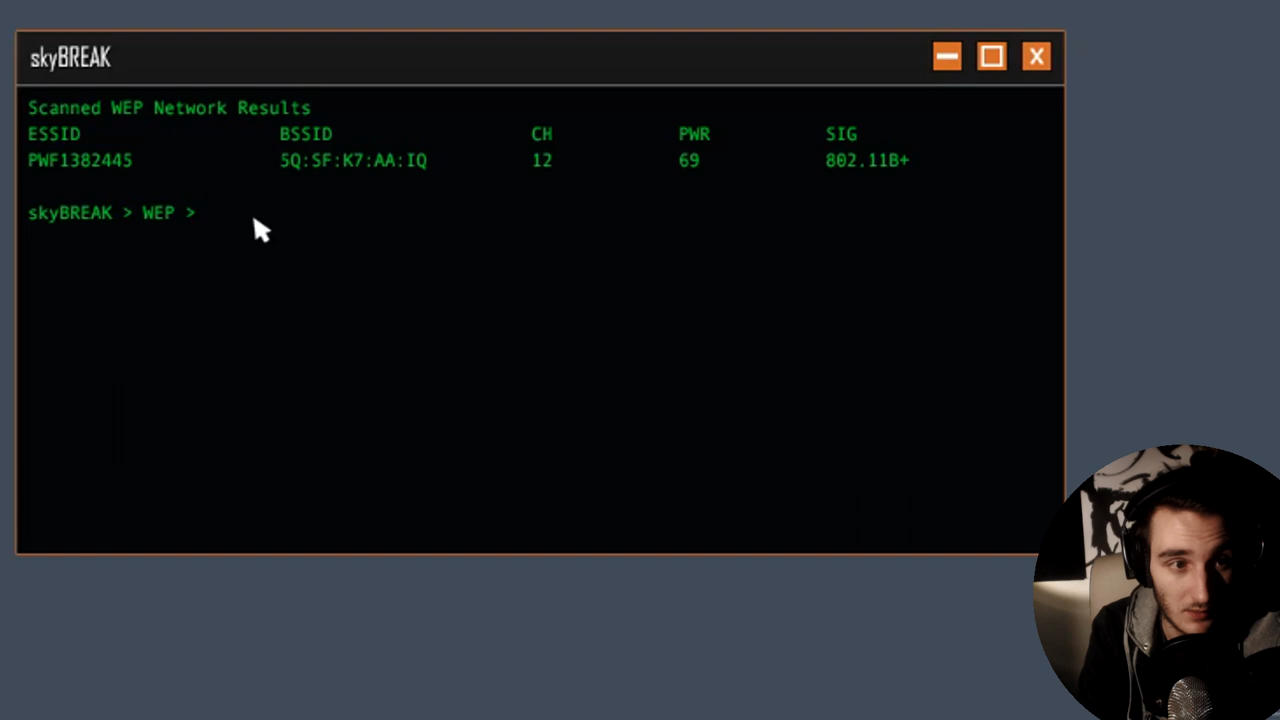 skyBREAK
Scanned WEP Network Results
ESSID BSSID CH PWR SIG
PWF1382445 5Q:SF:K7:AA:IQ 12 69 802.11B+
skyBREAK > WEP >